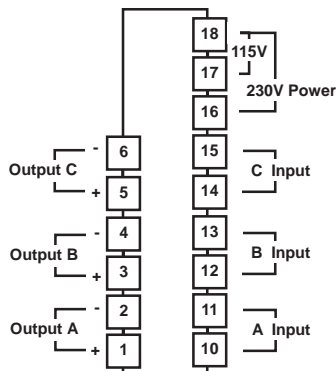 18
115V
17
230V Power
16
- 6
15
Output C
C Input
+ 5
14
- 4
13
Output B
B Input
+ 3
12
- 2
11
Output A
A Input
+ 1
10